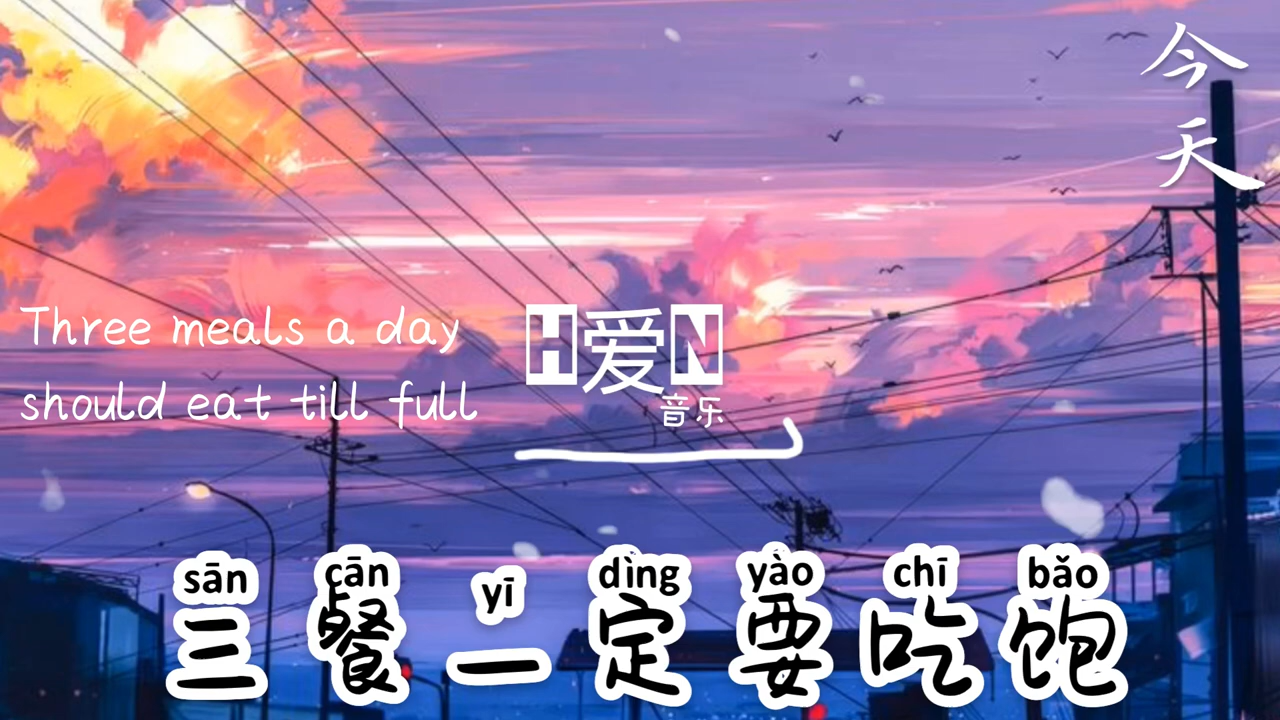 今天
Three meals a day
should eat till full
H爱N
音乐
sān cān yī dìng yào chī bǎo
三餐一定要吃饱